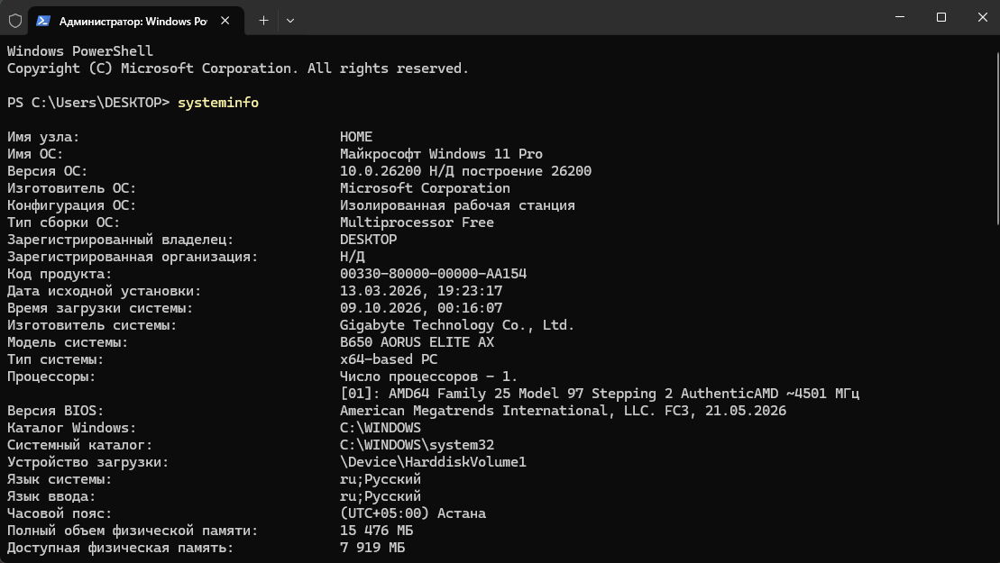 Администратор: Windows Po
Windows PowerShell
Copyright (C) Microsoft Corporation. All rights reserved.
PS C:\Users\DESKTOP> systeminfo
Имя узла: HOME
Имя ОС: Майкрософт Windows 11 Pro
Версия ОС: 10.0.26200 Н/Д построение 26200
Изготовитель ОС: Microsoft Corporation
Конфигурация ОС: Изолированная рабочая станция
Тип сборки ОС: Multiprocessor Free
Зарегистрированный владелец: DESKTOP
Зарегистрированная организация: Н/Д
Код продукта: 00330-80000-00000-AA154
Дата исходной установки: 13.03.2026, 19:23:17
Время загрузки системы: 09.10.2026, 00:16:07
Изготовитель системы: Gigabyte Technology Co., Ltd.
Модель системы: B650 AORUS ELITE AX
Тип системы: x64-based PC
Процессоры: Число процессоров - 1.
[01]: AMD64 Family 25 Model 97 Stepping 2 AuthenticAMD ~4501 МГц
Версия BIOS: American Megatrends International, LLC. FC3, 21.05.2026
Каталог Windows: C:\WINDOWS
Системный каталог: C:\WINDOWS\system32
Устройство загрузки: \Device\HarddiskVolume1
Язык системы: ru;Русский
Язык ввода: ru;Русский
Часовой пояс: (UTC+05:00) Астана
Полный объем физической памяти: 15 476 МБ
Доступная физическая память: 7 919 МБ